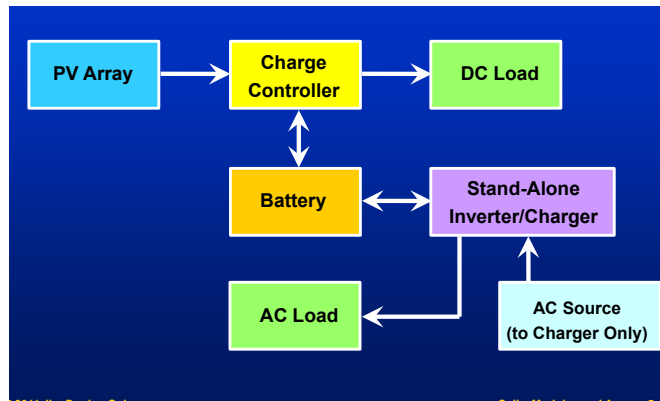 PV Array
Charge
Controller
DC Load
Battery
Stand-Alone
Inverter/Charger
AC Load
AC Source
(to Charger Only)